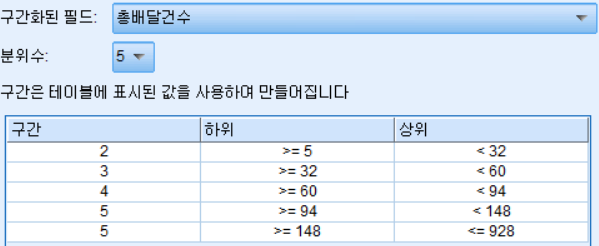 구간화된 필드: 총배달건수
분위수: 5
구간은 테이블에 표시된 값을 사용하여 만들어집니다
구간 하위 상위
2 >= 5 < 32
3 >= 32 < 60
4 >= 60 < 94
5 >= 94 < 148
5 >= 148 <= 928